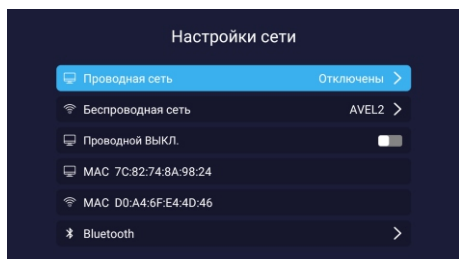 Настройки сети
Проводная сеть Отключены
Беспроводная сеть AVEL2
Проводной ВЫКЛ.
MAC 7C:82:74:8A:98:24
MAC D0:A4:6F:E4:4D:46
Bluetooth